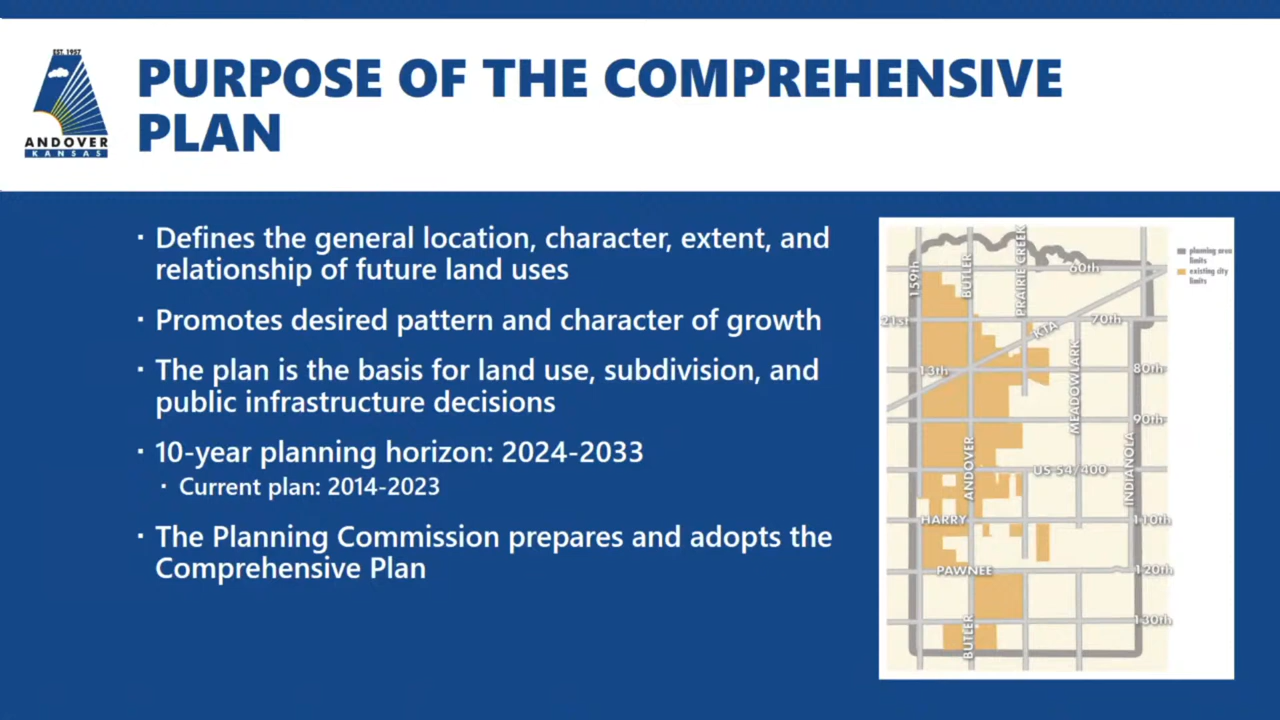 EST. 1957
ANDOVER
KANSAS
PURPOSE OF THE COMPREHENSIVE
PLAN
· Defines the general location, character, extent, and
relationship of future land uses
· Promotes desired pattern and character of growth
· The plan is the basis for land use, subdivision, and
public infrastructure decisions
· 10-year planning horizon: 2024-2033
· Current plan: 2014-2023
· The Planning Commission prepares and adopts the
Comprehensive Plan
planning area
limits
existing city
limits
159th
BUTLER
PRAIRIE CREEK
60th
21st
KTA
70th
13th
MEADOWLARK
80th
90th
ANDOVER
US 54/400
INDIANOLA
HARRY
110th
PAWNEE
120th
BUTLER
130th